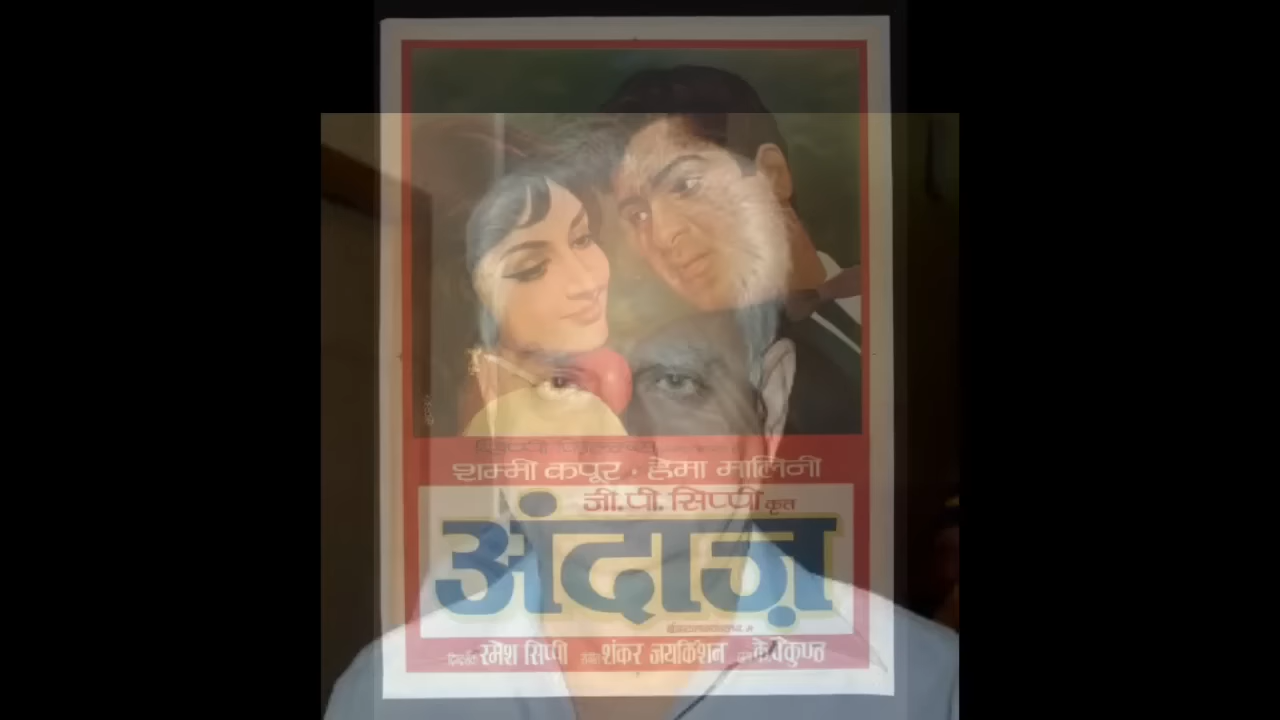 सिप्पी फिल्म्स
शम्मी कपूर · हेमा मालिनी
जी.पी. सिप्पी कृत
अंदाज़
रमेश सिप्पी शंकर जयकिशन के.वैकुण्ठ